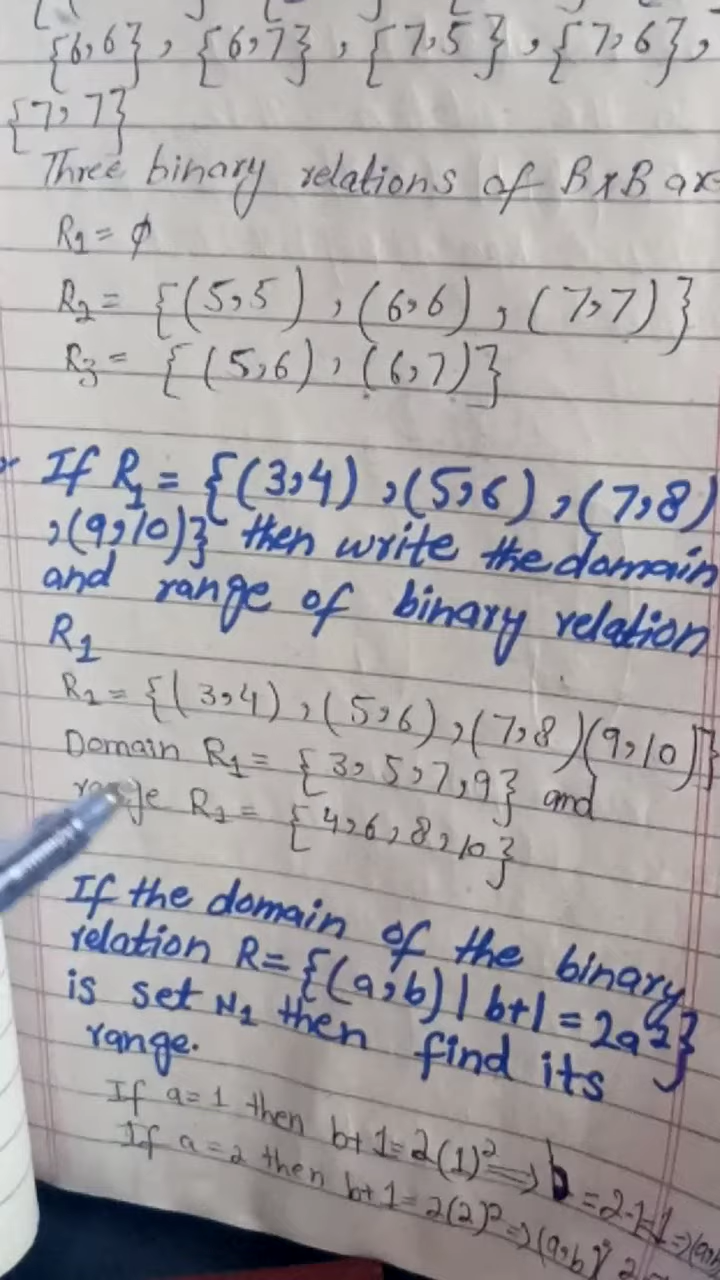 {6,6}, {6,7}, {7,5}, {7,6},
{7,7}
Three binary relations of B×B are
R1 = ϕ
R2 = {(5,5), (6,6), (7,7)}
R3 = {(5,6), (6,7)}
If R1 = {(3,4), (5,6), (7,8)
,(9,10)} then write the domain
and range of binary relation
R1
R1 = {(3,4), (5,6), (7,8)(9,10)}
Domain R1 = {3,5,7,9} and
range R1 = {4,6,8,10}
If the domain of the binary
relation R={(a,b) | b+1=2a²}
is set N1 then find its
range.
If a=1 then b+1=2(1)² ⟹ b=2-1=1 ⟹
If a=2 then b+1=2(2)² ⟹ (a,b)